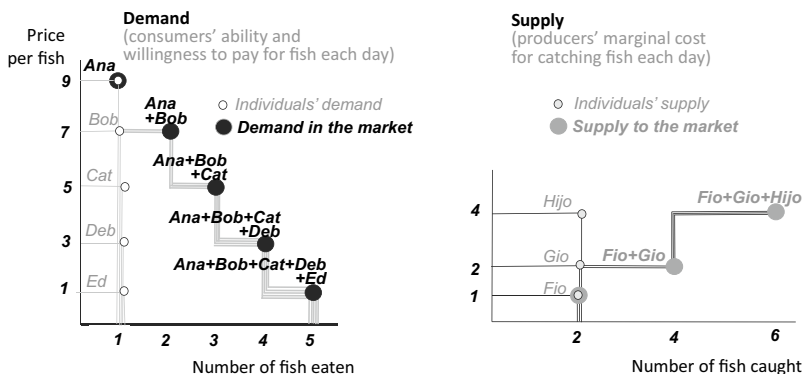 Demand
(consumers' ability and
willingness to pay for fish each day)
Price
per fish
9
7
5
3
1
Ana
Bob
Cat
Deb
Ed
Ana
+Bob
Ana+Bob
+Cat
Ana+Bob+Cat
+Deb
Ana+Bob+Cat+Deb
+Ed
Individuals' demand
Demand in the market
1 2 3 4 5
Number of fish eaten
Supply
(producers' marginal cost
for catching fish each day)
Individuals' supply
Supply to the market
4
2
1
Hijo
Gio
Fio
Fio+Gio+Hijo
Fio+Gio
2 4 6
Number of fish caught